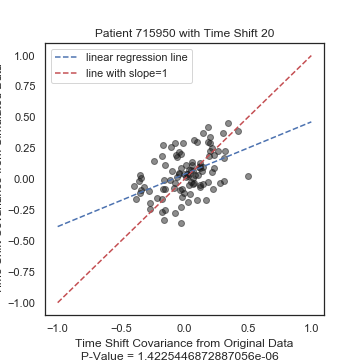 Patient 715950 with Time Shift 20
linear regression line
line with slope=1
1.00
0.75
0.50
0.25
0.00
−0.25
−0.50
−0.75
−1.00
−1.0
−0.5
0.0
0.5
1.0
Time Shift Covariance from Original Data
P-Value = 1.4225446872887056e-06